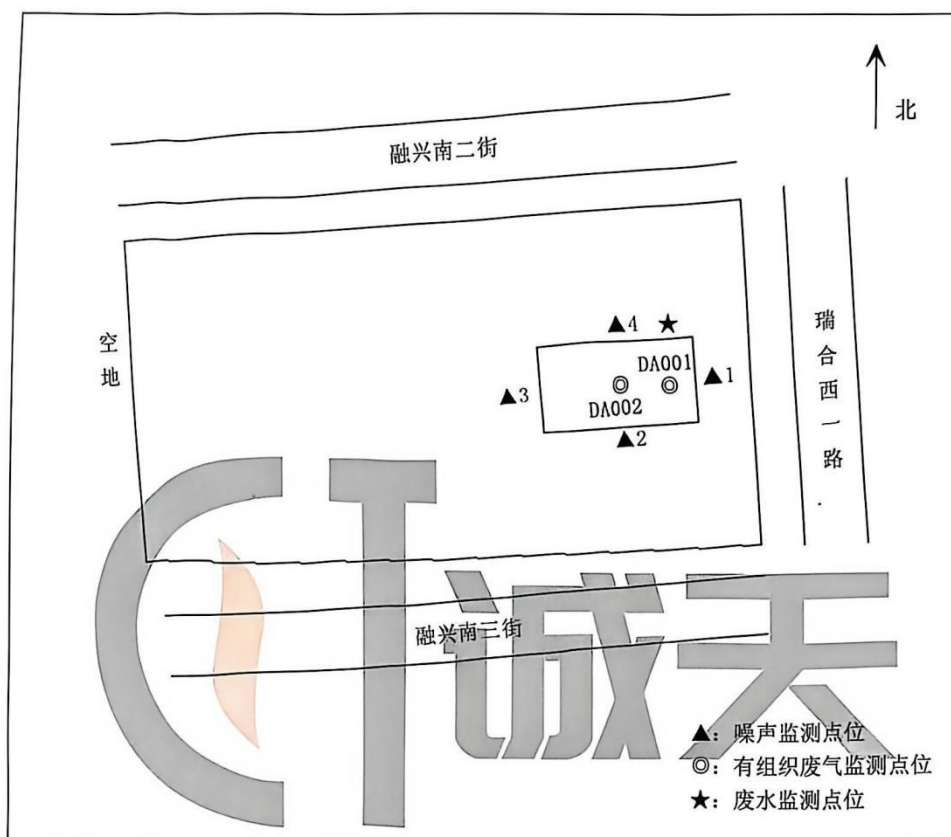 北
融兴南二街
空地
瑞合西一路
▲4
★
DA001
▲1
▲3
DA002
▲2
CT诚天
融兴南三街
▲：噪声监测点位
◎：有组织废气监测点位
★：废水监测点位